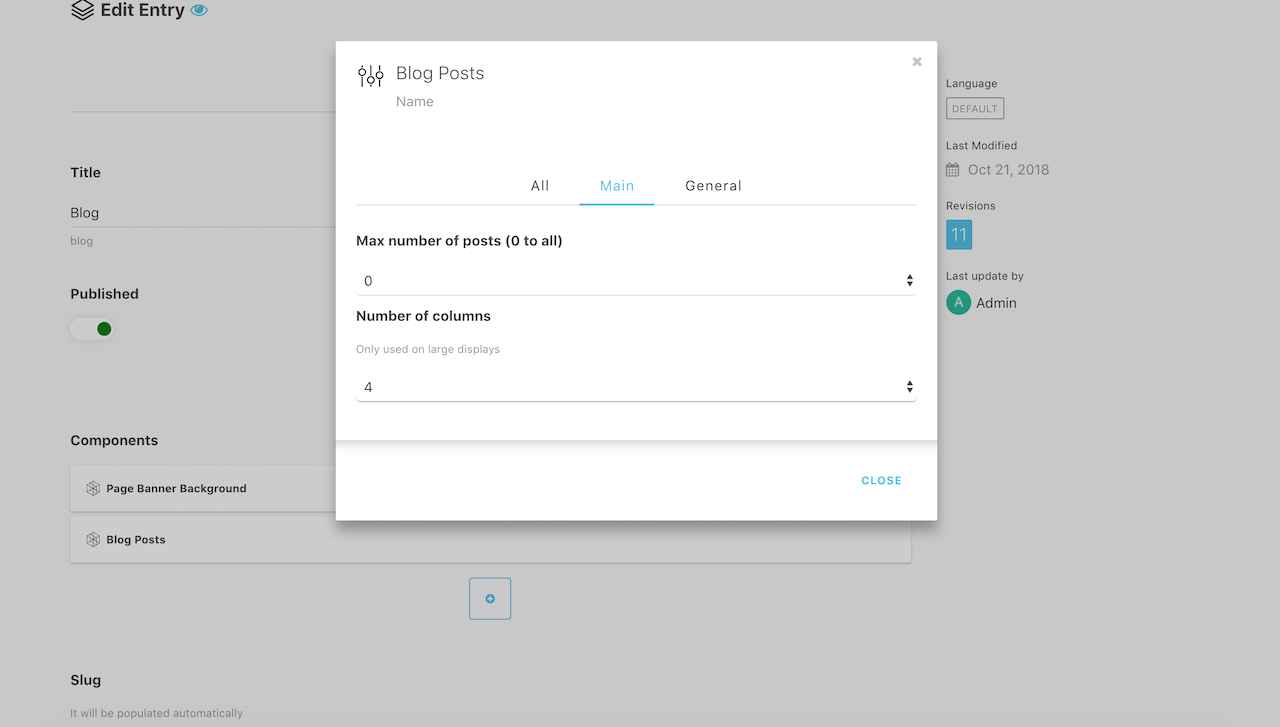 Edit Entry
Title
Blog
blog
Published
Components
Page Banner Background
Blog Posts
Slug
It will be populated automatically
Blog Posts
Name
All Main General
Max number of posts (0 to all)
0
Number of columns
Only used on large displays
4
CLOSE
Language
DEFAULT
Last Modified
Oct 21, 2018
Revisions
11
Last update by
A Admin